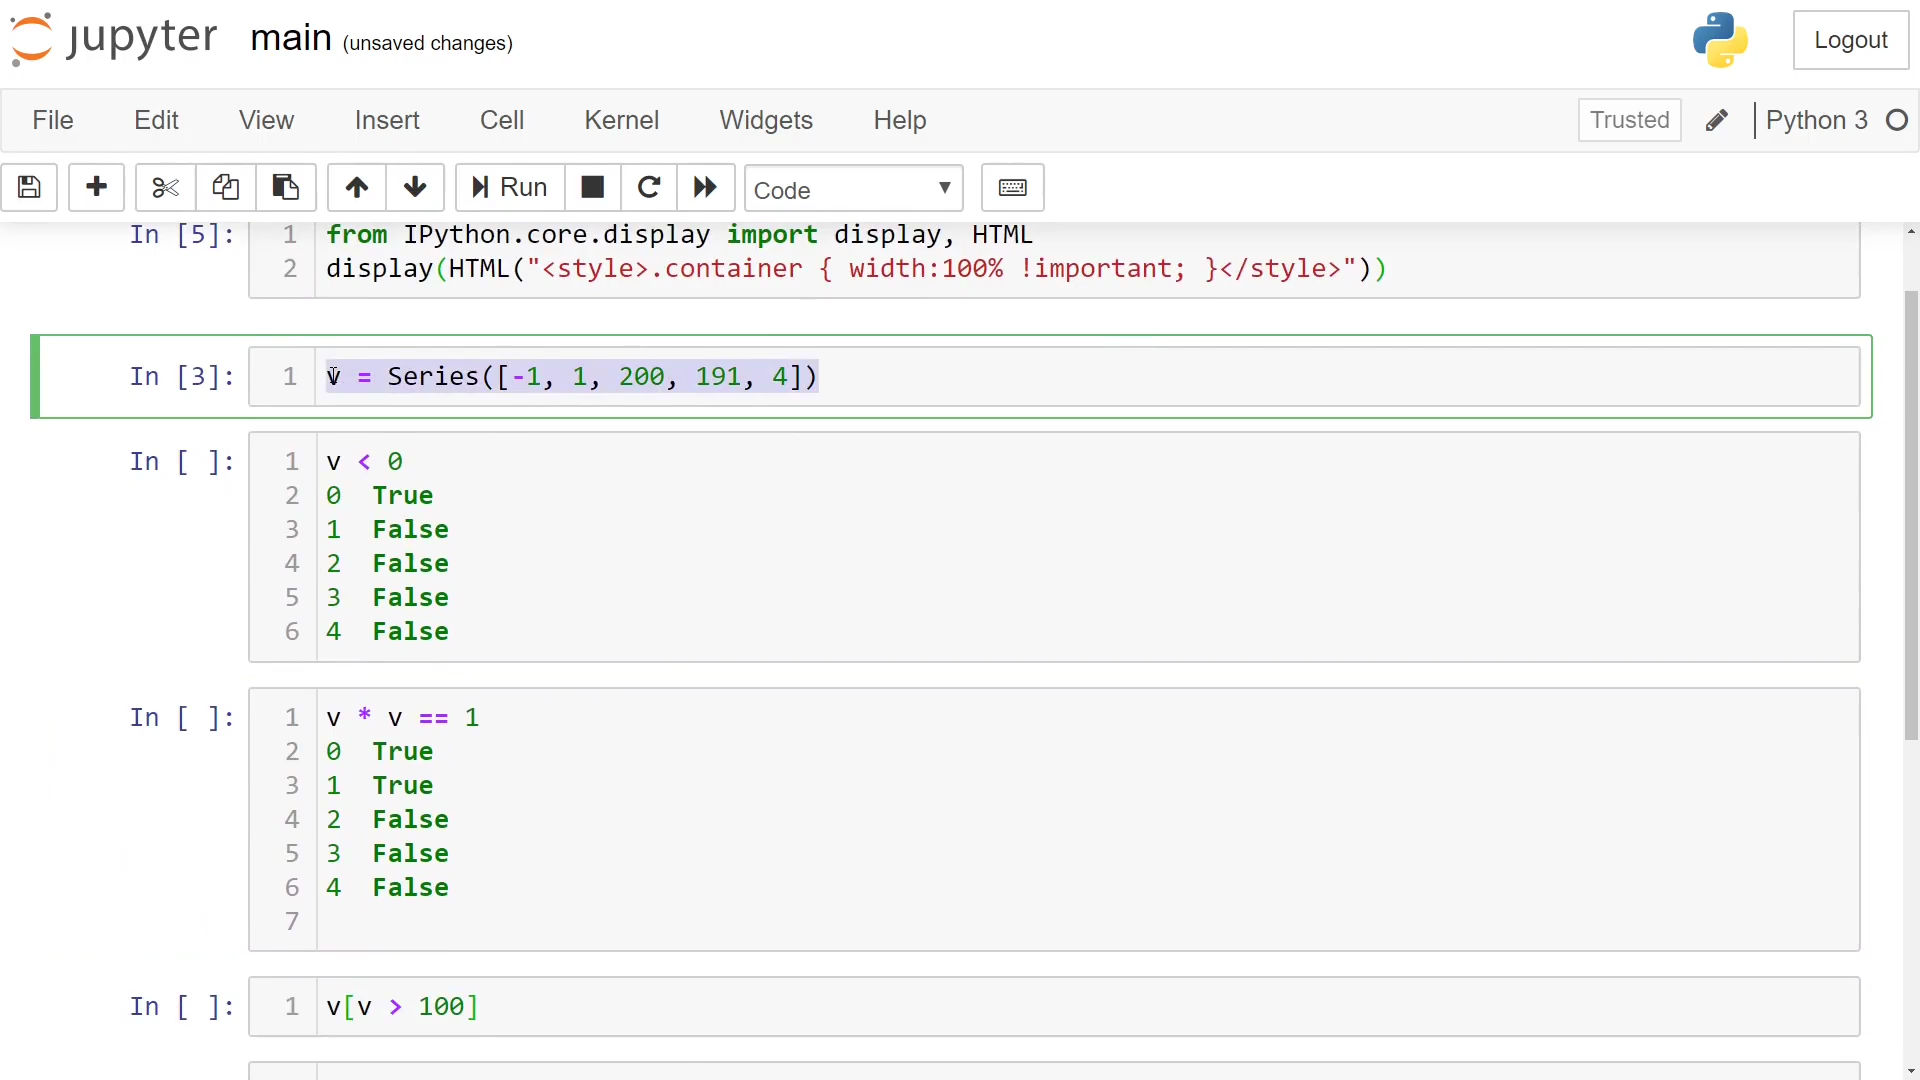 jupyter main (unsaved changes) Logout
File Edit View Insert Cell Kernel Widgets Help Trusted Python 3
Run Code
In [5]: 1 from IPython.core.display import display, HTML
2 display(HTML("<style>.container { width:100% !important; }</style>"))
In [3]: 1 v = Series([-1, 1, 200, 191, 4])
In [ ]: 1 v < 0
2 0  True
3 1  False
4 2  False
5 3  False
6 4  False
In [ ]: 1 v * v == 1
2 0  True
3 1  True
4 2  False
5 3  False
6 4  False
7
In [ ]: 1 v[v > 100]